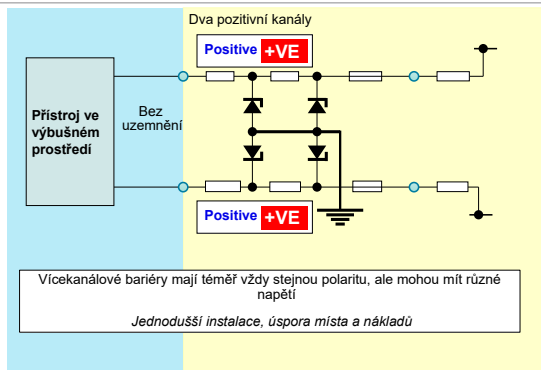 Dva pozitivní kanály
Positive +VE
Přístroj ve
výbušném
prostředí
Bez
uzemnění
Positive +VE
Vícekanálové bariéry mají téměř vždy stejnou polaritu, ale mohou mít různé
napětí
Jednodušší instalace, úspora místa a nákladů